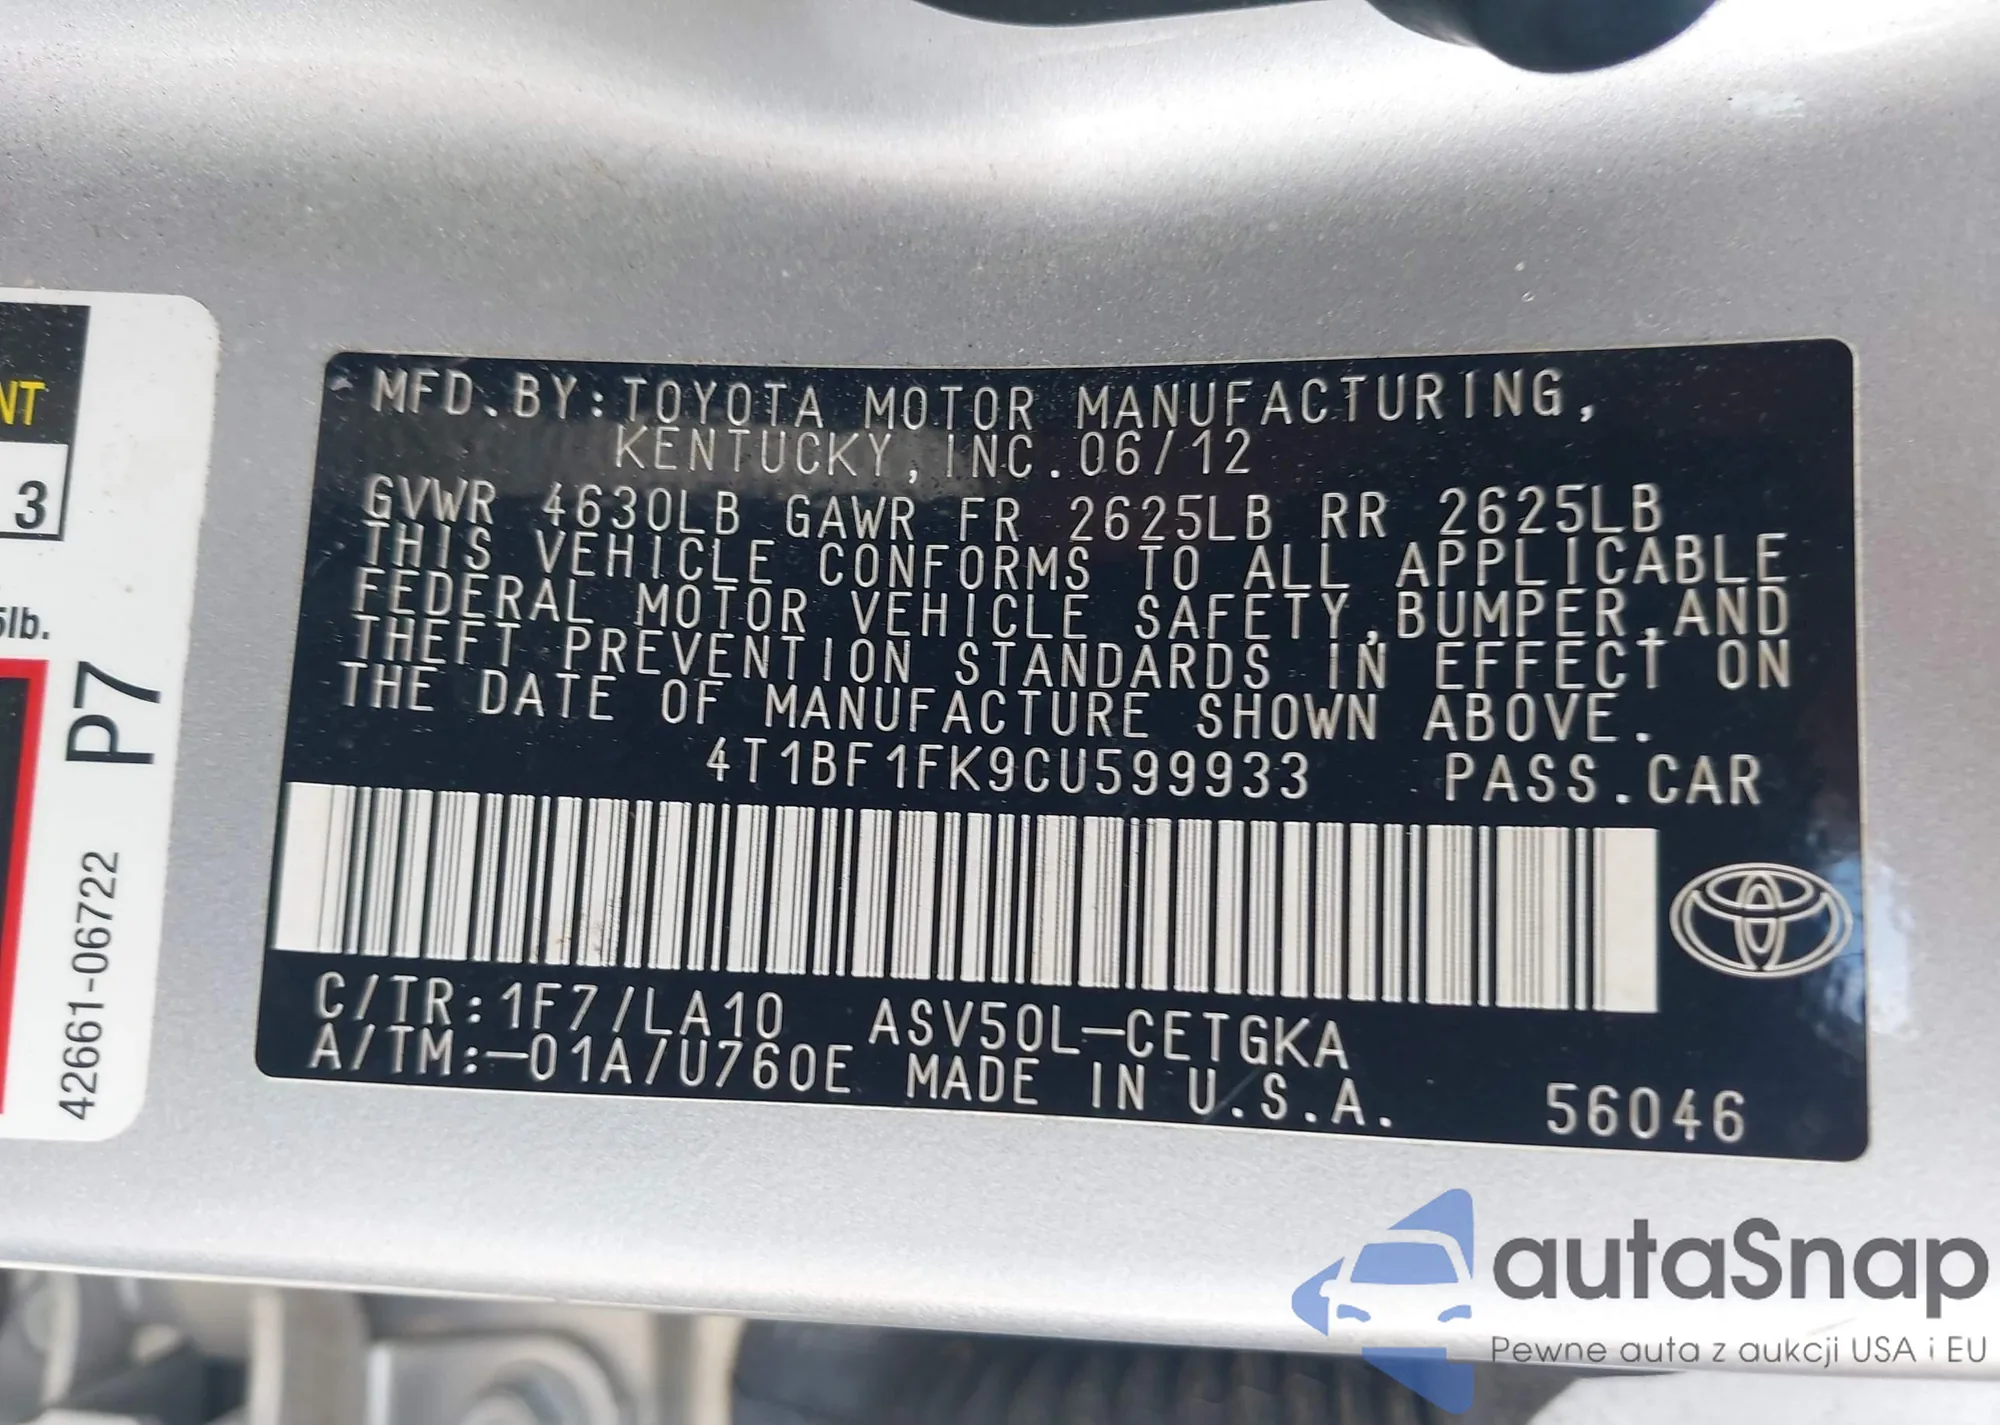 MFD.BY:TOYOTA MOTOR MANUFACTURING,
KENTUCKY,INC.06/12
GVWR 4630LB GAWR FR 2625LB RR 2625LB
THIS VEHICLE CONFORMS TO ALL APPLICABLE
FEDERAL MOTOR VEHICLE SAFETY,BUMPER,AND
THEFT PREVENTION STANDARDS IN EFFECT ON
THE DATE OF MANUFACTURE SHOWN ABOVE.
4T1BF1FK9CU599933 PASS.CAR
C/TR:1F7/LA10 ASV50L-CETGKA
A/TM:-01A/U760E MADE IN U.S.A. 56046
NT
3
5lb.
P7
42661-06722
autaSnap
Pewne auta z aukcji USA i EU